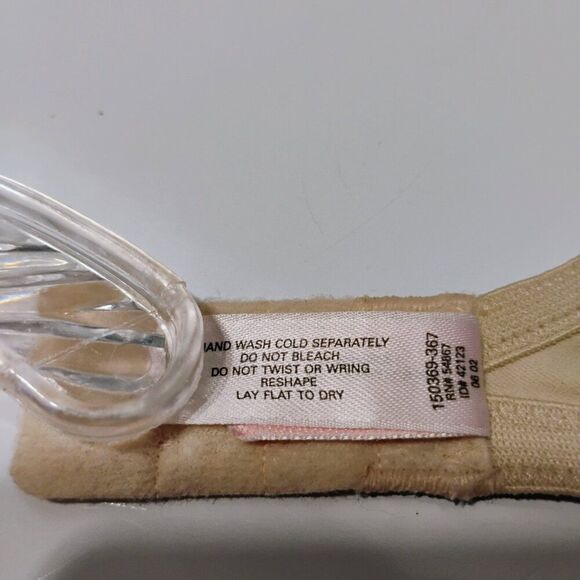 HAND WASH COLD SEPARATELY
DO NOT BLEACH
DO NOT TWIST OR WRING
RESHAPE
LAY FLAT TO DRY
150369-367
RN# 54867
ID# 42123
06 02